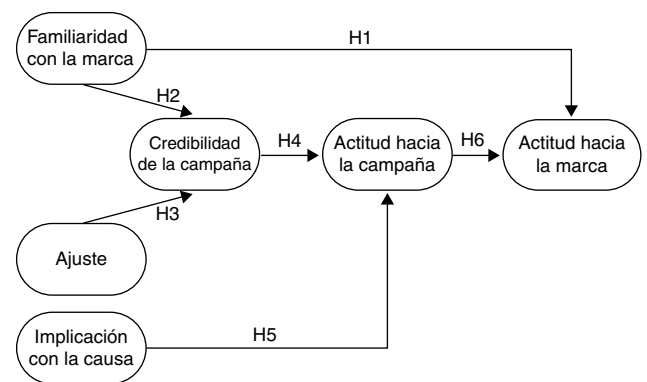 Familiaridad
con la marca
H1
H2
Credibilidad
de la campaña
H4
Actitud hacia
la campaña
H6
Actitud hacia
la marca
H3
Ajuste
Implicación
con la causa
H5